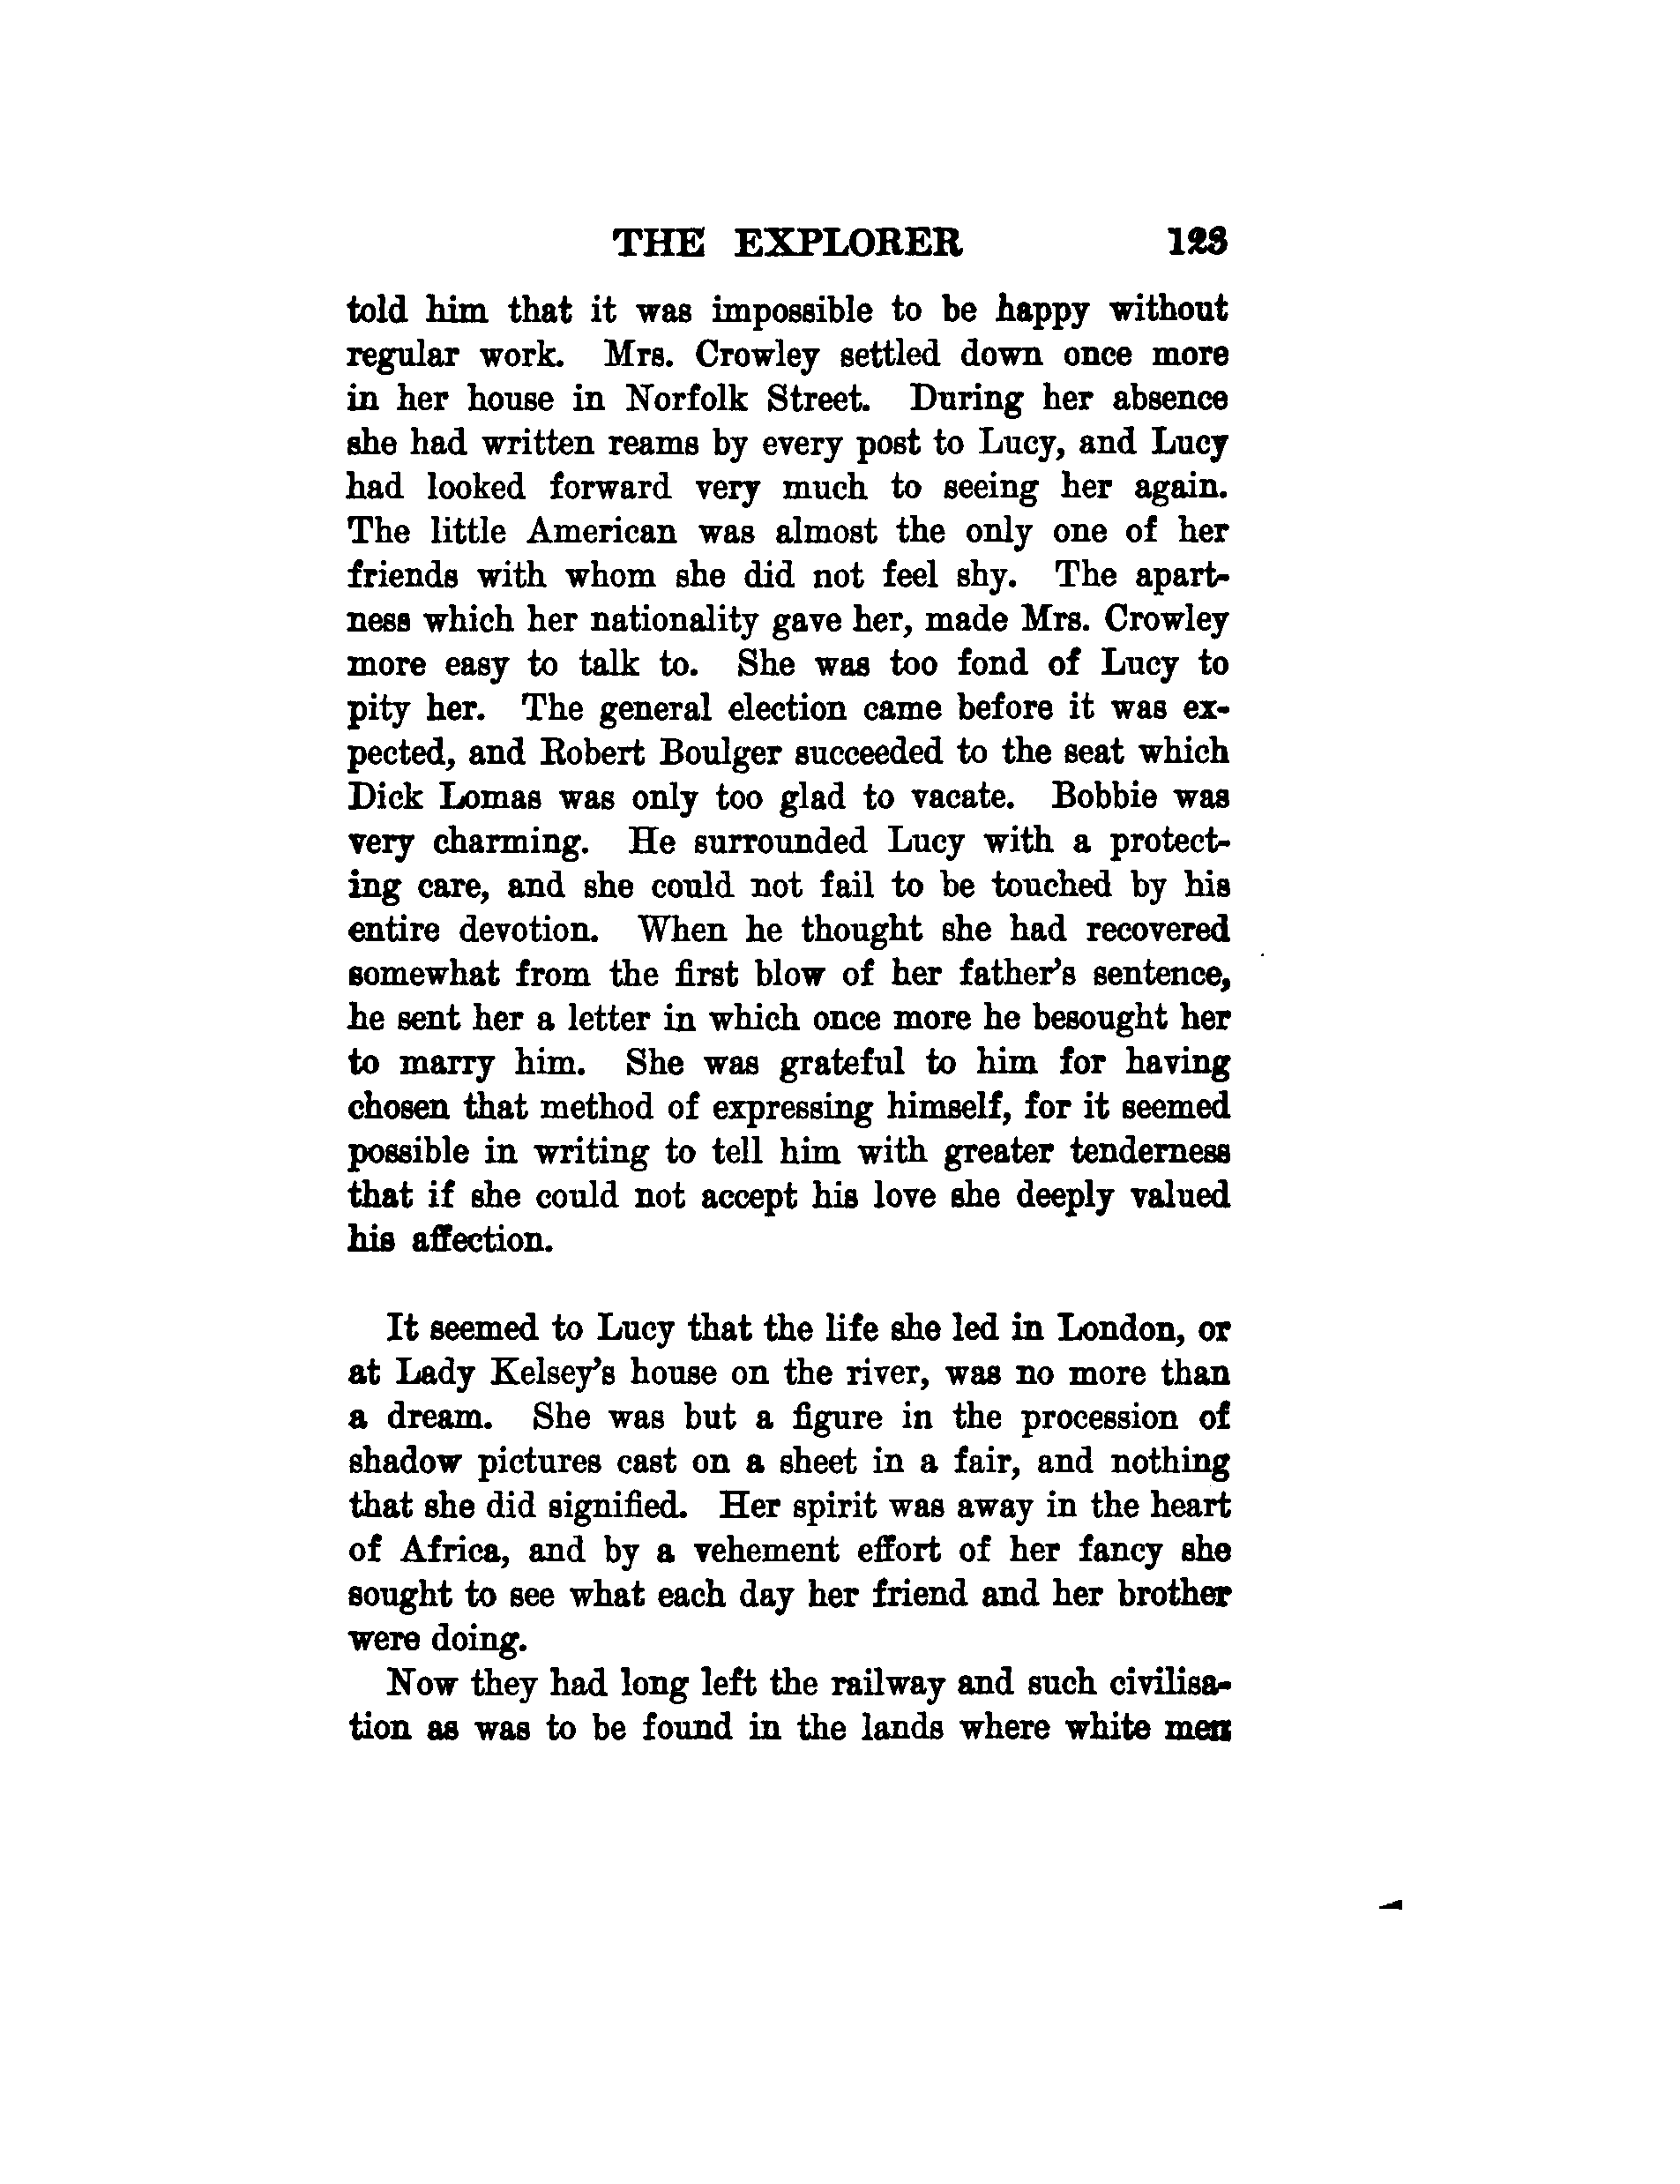 THE EXPLORER 123
told him that it was impossible to be happy without
regular work. Mrs. Crowley settled down once more
in her house in Norfolk Street. During her absence
she had written reams by every post to Lucy, and Lucy
had looked forward very much to seeing her again.
The little American was almost the only one of her
friends with whom she did not feel shy. The apart-
ness which her nationality gave her, made Mrs. Crowley
more easy to talk to. She was too fond of Lucy to
pity her. The general election came before it was ex-
pected, and Robert Boulger succeeded to the seat which
Dick Lomas was only too glad to vacate. Bobbie was
very charming. He surrounded Lucy with a protect-
ing care, and she could not fail to be touched by his
entire devotion. When he thought she had recovered
somewhat from the first blow of her father's sentence,
he sent her a letter in which once more he besought her
to marry him. She was grateful to him for having
chosen that method of expressing himself, for it seemed
possible in writing to tell him with greater tenderness
that if she could not accept his love she deeply valued
his affection.
It seemed to Lucy that the life she led in London, or
at Lady Kelsey's house on the river, was no more than
a dream. She was but a figure in the procession of
shadow pictures cast on a sheet in a fair, and nothing
that she did signified. Her spirit was away in the heart
of Africa, and by a vehement effort of her fancy she
sought to see what each day her friend and her brother
were doing.
Now they had long left the railway and such civilisa-
tion as was to be found in the lands where white men